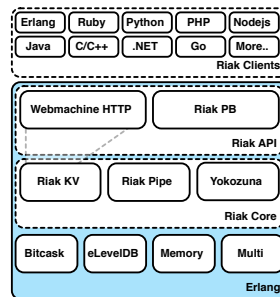 Erlang Ruby Python PHP Nodejs
Java C/C++ .NET Go More..
Riak Clients
Webmachine HTTP Riak PB
Riak API
Riak KV Riak Pipe Yokozuna
Riak Core
Bitcask eLevelDB Memory Multi
Erlang